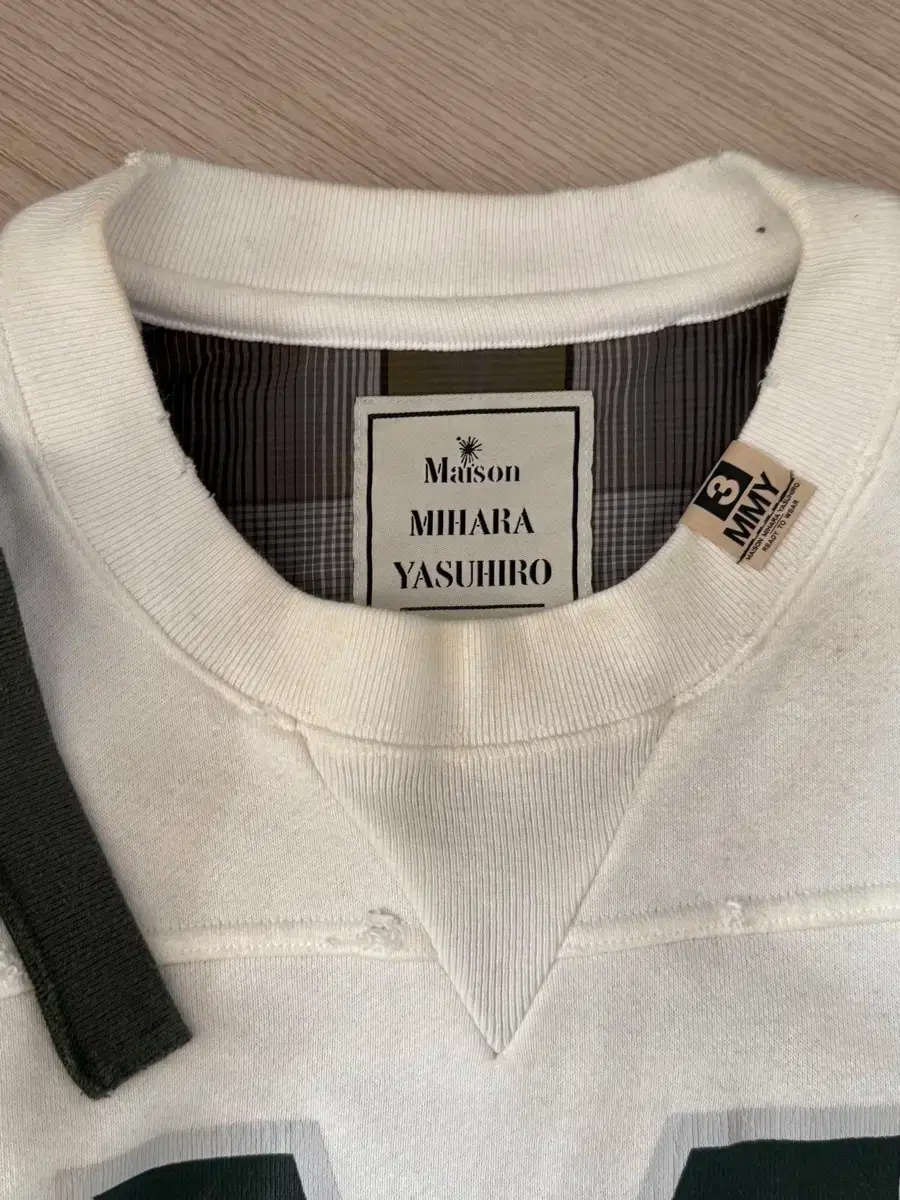 Maison
MIHARA
YASUHIRO
3
MMY
MAISON MIHARA YASUHIRO
READY TO WEAR